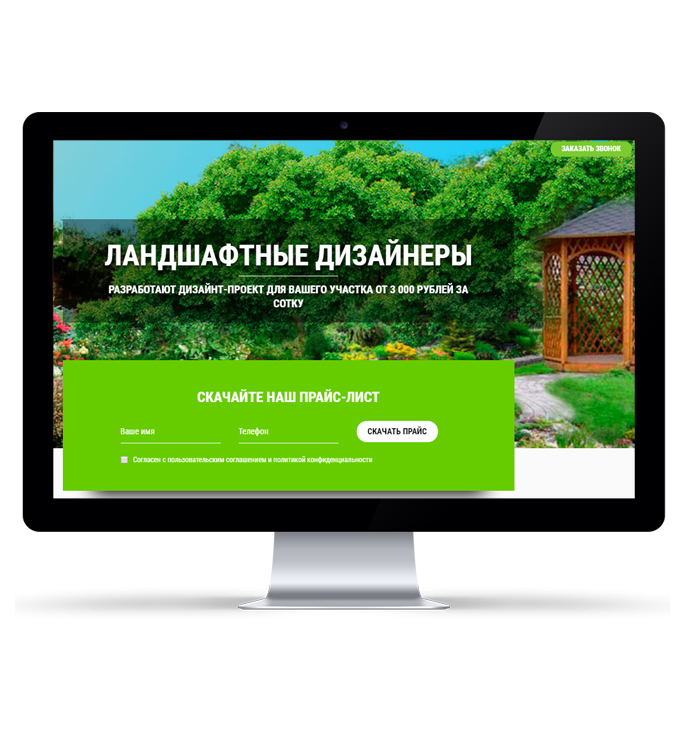 ЗАКАЗАТЬ ЗВОНОК
ЛАНДШАФТНЫЕ ДИЗАЙНЕРЫ
РАЗРАБОТАЮТ ДИЗАЙНТ-ПРОЕКТ ДЛЯ ВАШЕГО УЧАСТКА ОТ 3 000 РУБЛЕЙ ЗА
СОТКУ
СКАЧАЙТЕ НАШ ПРАЙС-ЛИСТ
Ваше имя
Телефон
СКАЧАТЬ ПРАЙС
Согласен с пользовательским соглашением и политикой конфиденциальности